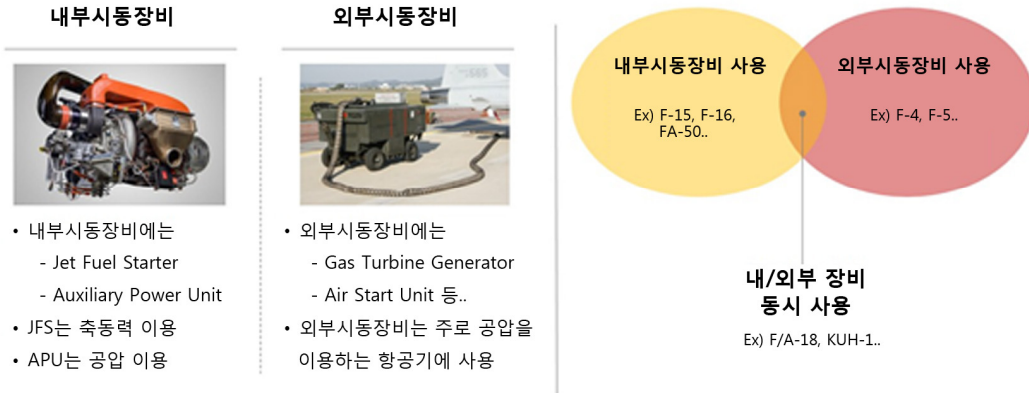 내부시동장비
• 내부시동장비에는
- Jet Fuel Starter
- Auxiliary Power Unit
• JFS는 축동력 이용
• APU는 공압 이용
외부시동장비
• 외부시동장비에는
- Gas Turbine Generator
- Air Start Unit 등..
• 외부시동장비는 주로 공압을
이용하는 항공기에 사용
내부시동장비 사용
Ex) F-15, F-16,
FA-50..
외부시동장비 사용
Ex) F-4, F-5..
내/외부 장비
동시 사용
Ex) F/A-18, KUH-1..